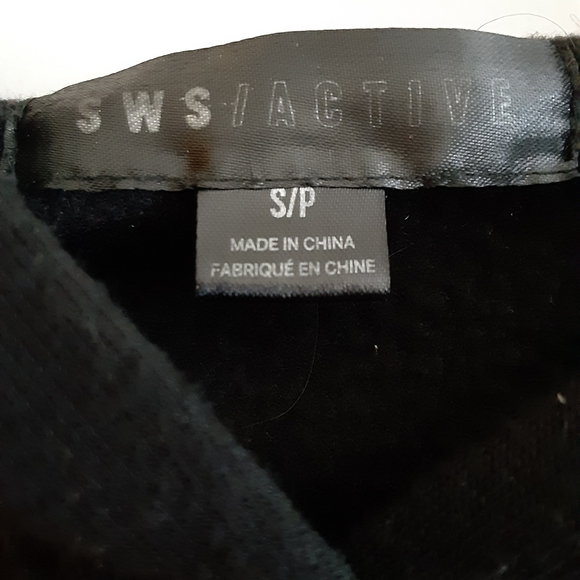 SWS/ACTIVE
S/P
MADE IN CHINA
FABRIQUÉ EN CHINE